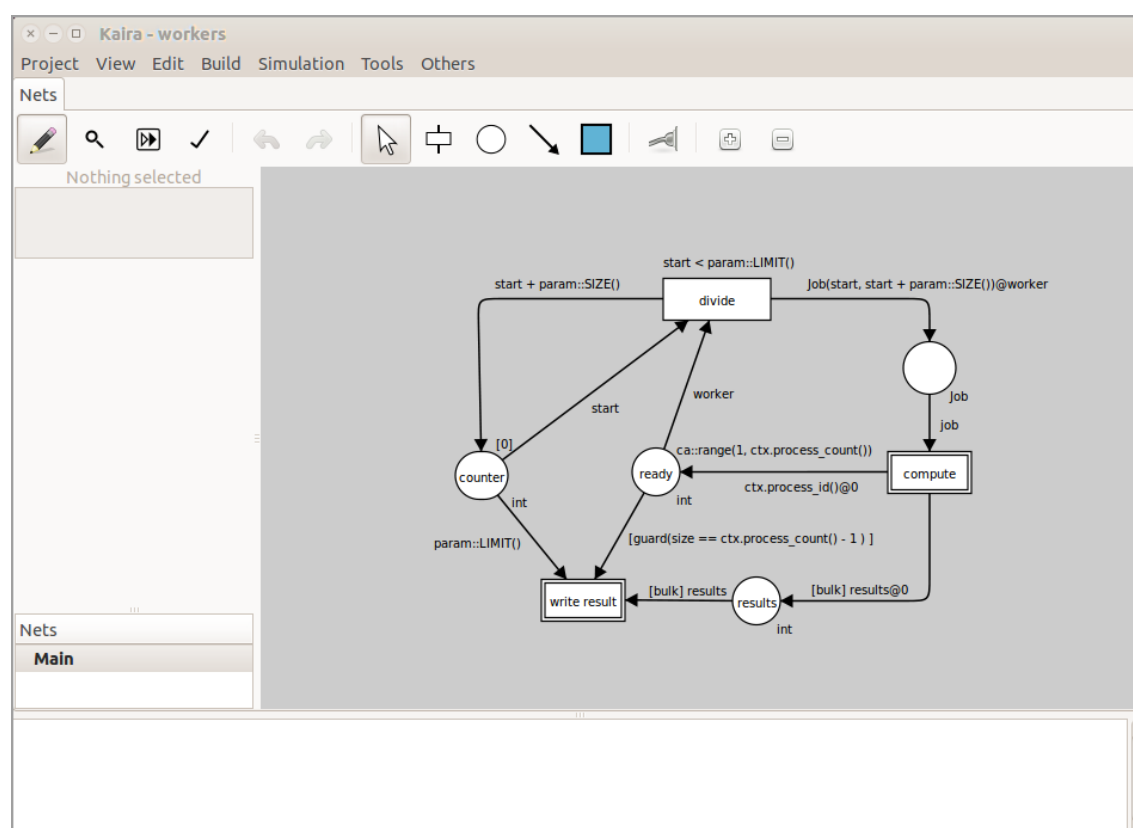 Kaira - workers
Project View Edit Build Simulation Tools Others
Nets
Nothing selected
start < param::LIMIT()
start + param::SIZE()
Job(start, start + param::SIZE())@worker
divide
Job
start
worker
job
[0]
ca::range(1, ctx.process_count())
counter
ready
compute
int
int
ctx.process_id()@0
param::LIMIT()
[guard(size == ctx.process_count() - 1 ) ]
[bulk] results
[bulk] results@0
write result
results
int
Nets
Main